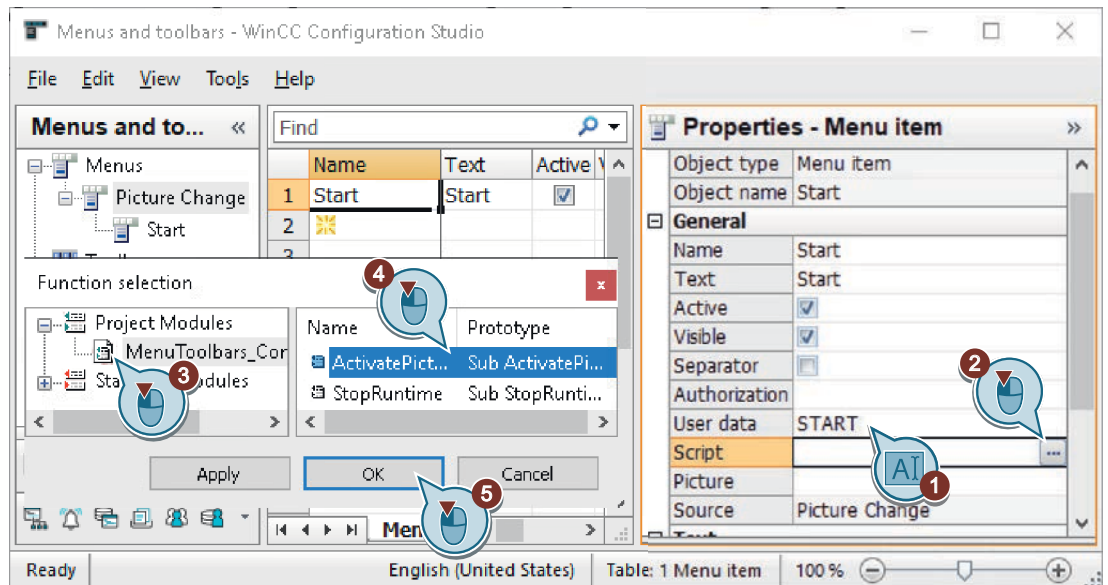 Menus and toolbars - WinCC Configuration Studio
File Edit View Tools Help
Menus and to... «
Menus
Picture Change
Start
Find
Name Text Active
1 Start Start
2
3
Properties - Menu item »
Object type Menu item
Object name Start
General
Name Start
Text Start
Active
Visible
Separator
Authorization
User data START
Script ...
Picture
Source Picture Change
Text
Function selection x
Project Modules
MenuToolbars_Cor
Name Prototype
ActivatePict... Sub ActivatePi...
StopRuntime Sub StopRunti...
Apply OK Cancel
1
2
3
4
5
AI
Ready English (United States) Table: 1 Menu item 100 %